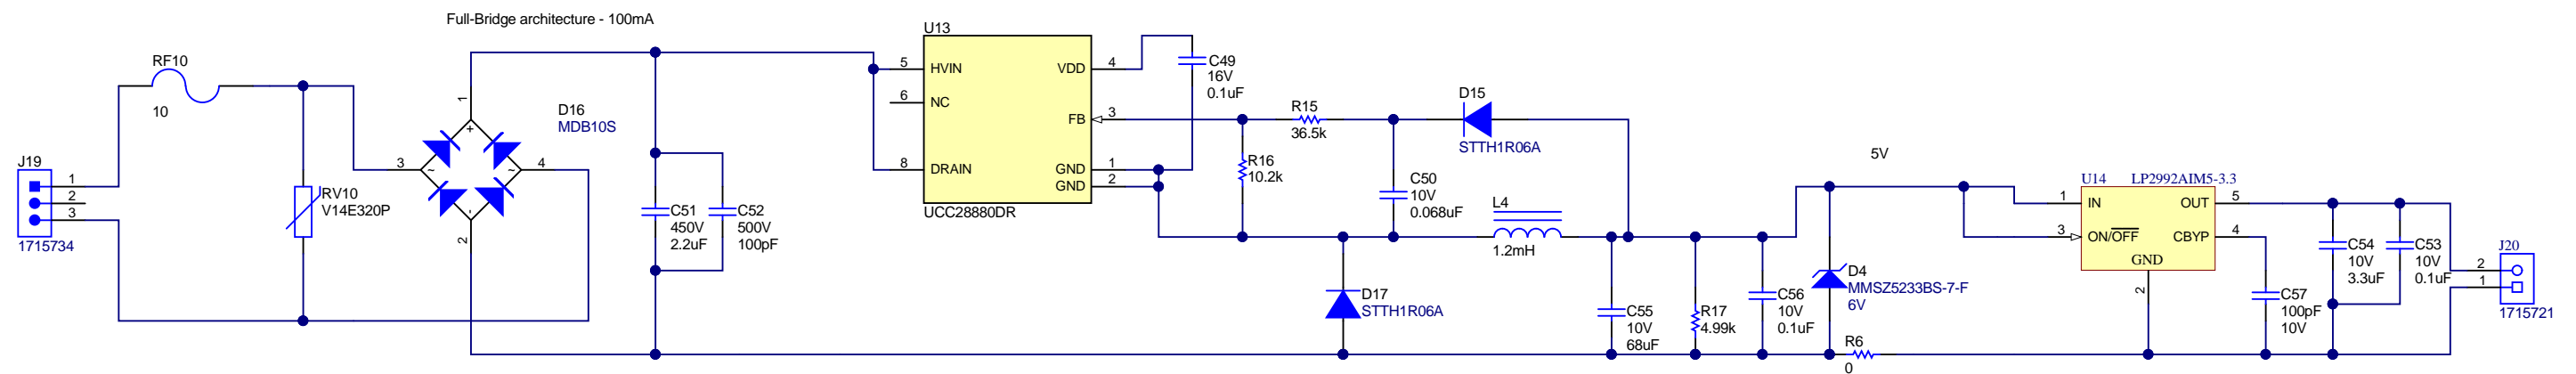 Full-Bridge architecture - 100mA
RF10
10
J19
1
2
3
1715734
RV10
V14E320P
D16
MDB10S
1
+
3
~
~
4
-
2
C51
450V
2.2uF
C52
500V
100pF
U13
5
HVIN
6
NC
8
DRAIN
VDD
4
FB
3
GND
1
GND
2
UCC28880DR
C49
16V
0.1uF
R15
36.5k
R16
10.2k
D15
STTH1R06A
C50
10V
0.068uF
L4
1.2mH
D17
STTH1R06A
C55
10V
68uF
R17
4.99k
C56
10V
0.1uF
5V
D4
MMSZ5233BS-7-F
6V
R6
0
U14
LP2992AIM5-3.3
1
IN
3
ON/OFF
OUT
5
CBYP
4
GND
2
C57
100pF
10V
C54
10V
3.3uF
C53
10V
0.1uF
J20
2
1
1715721